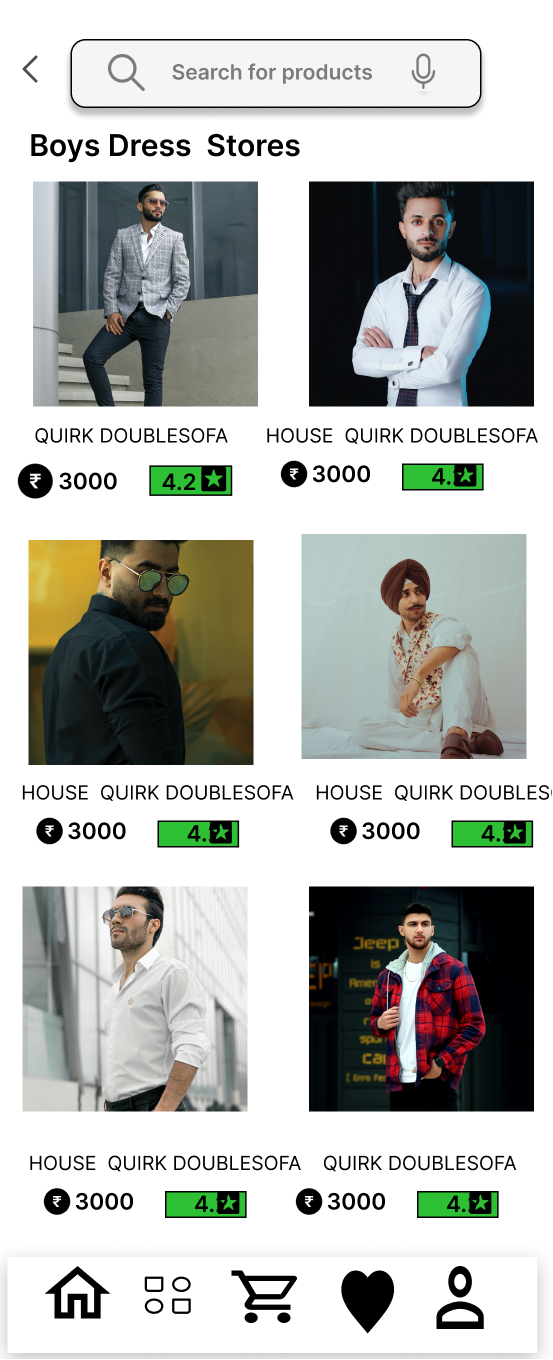 Search for products
Boys Dress Stores
QUIRK DOUBLESOFA
HOUSE QUIRK DOUBLESOFA
₹ 3000 4.2
₹ 3000 4.
HOUSE QUIRK DOUBLESOFA
HOUSE QUIRK DOUBLES
₹ 3000 4.
₹ 3000 4.
Jeep
is
HOUSE QUIRK DOUBLESOFA
QUIRK DOUBLESOFA
₹ 3000 4.
₹ 3000 4.